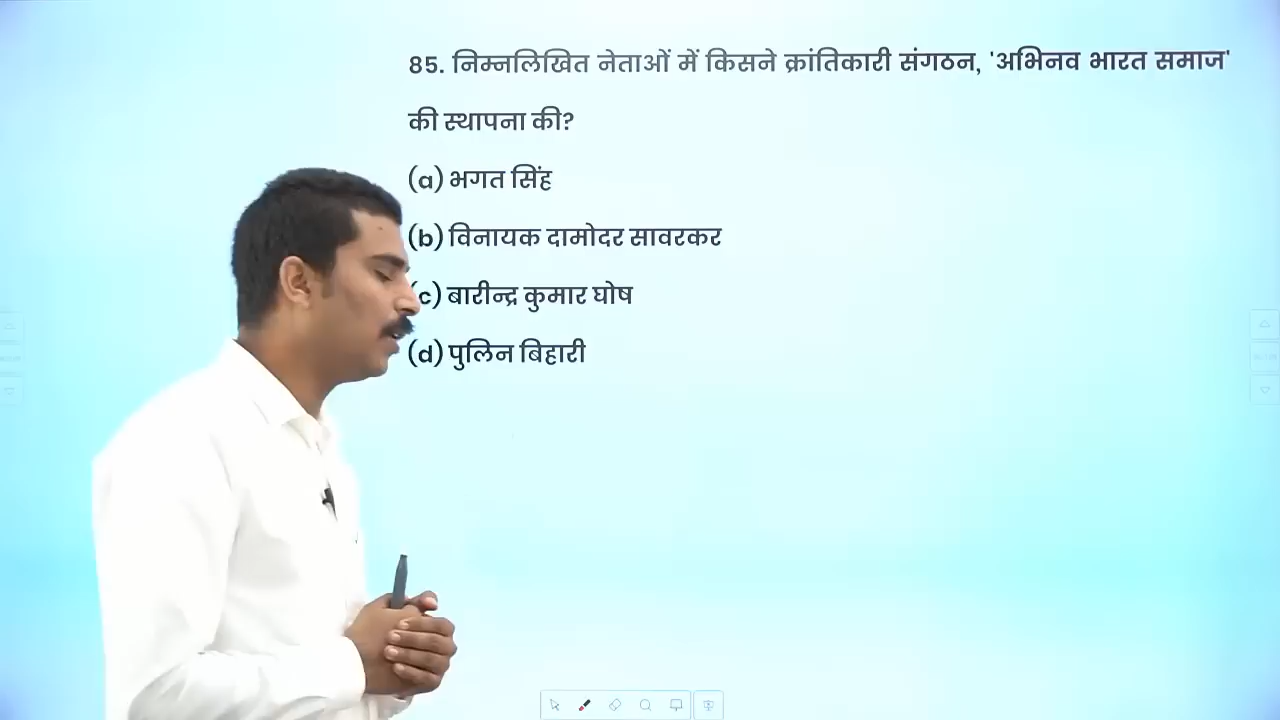 85. निम्नलिखित नेताओं में किसने क्रांतिकारी संगठन, 'अभिनव भारत समाज'
की स्थापना की?
(a) भगत सिंह
(b) विनायक दामोदर सावरकर
(c) बारीन्द्र कुमार घोष
(d) पुलिन बिहारी